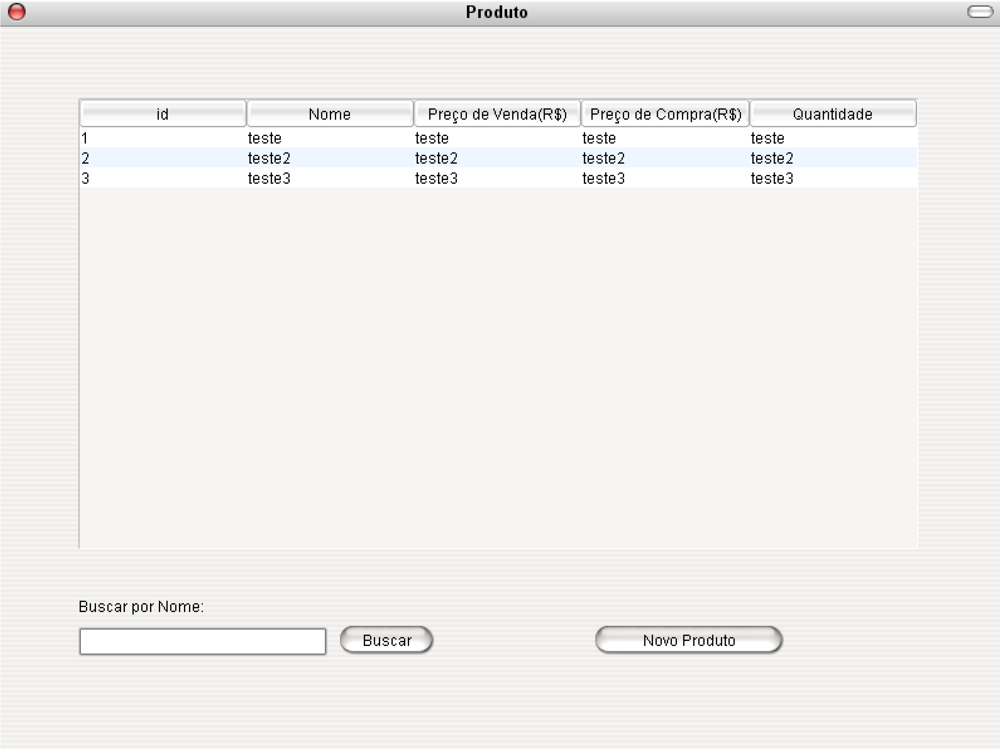 Produto
id Nome Preço de Venda(R$) Preço de Compra(R$) Quantidade
1 teste teste teste teste
2 teste2 teste2 teste2 teste2
3 teste3 teste3 teste3 teste3
Buscar por Nome:
Buscar Novo Produto